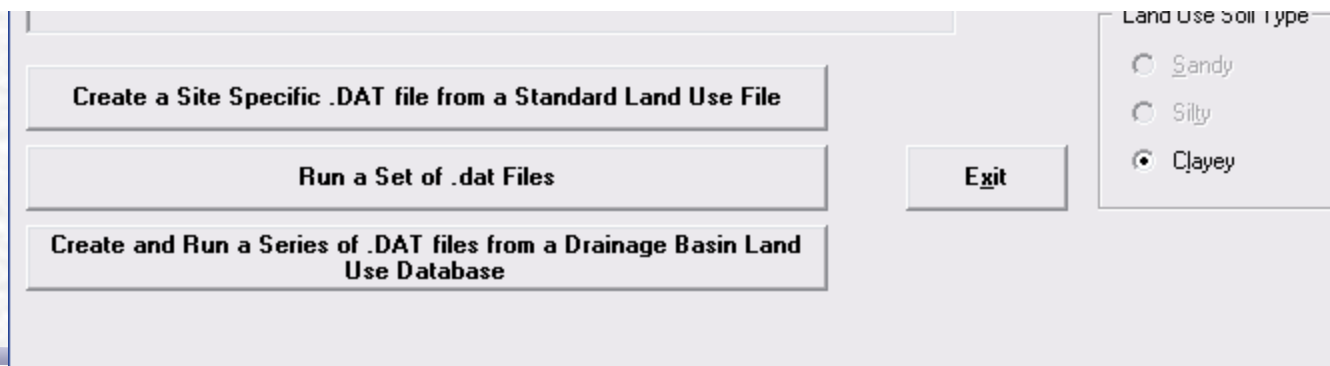 Land Use Soil Type
Sandy
Create a Site Specific .DAT file from a Standard Land Use File
Silty
Run a Set of .dat Files
Exit
Clayey
Create and Run a Series of .DAT files from a Drainage Basin Land
Use Database